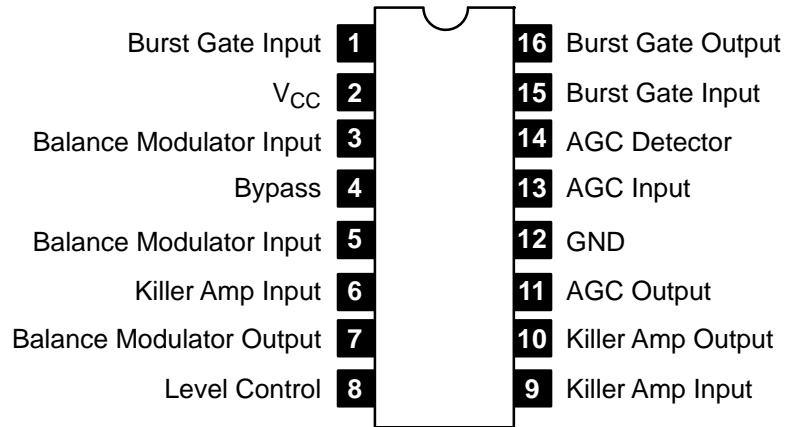 Burst Gate Input 1 16 Burst Gate Output
VCC 2 15 Burst Gate Input
Balance Modulator Input 3 14 AGC Detector
Bypass 4 13 AGC Input
Balance Modulator Input 5 12 GND
Killer Amp Input 6 11 AGC Output
Balance Modulator Output 7 10 Killer Amp Output
Level Control 8 9 Killer Amp Input